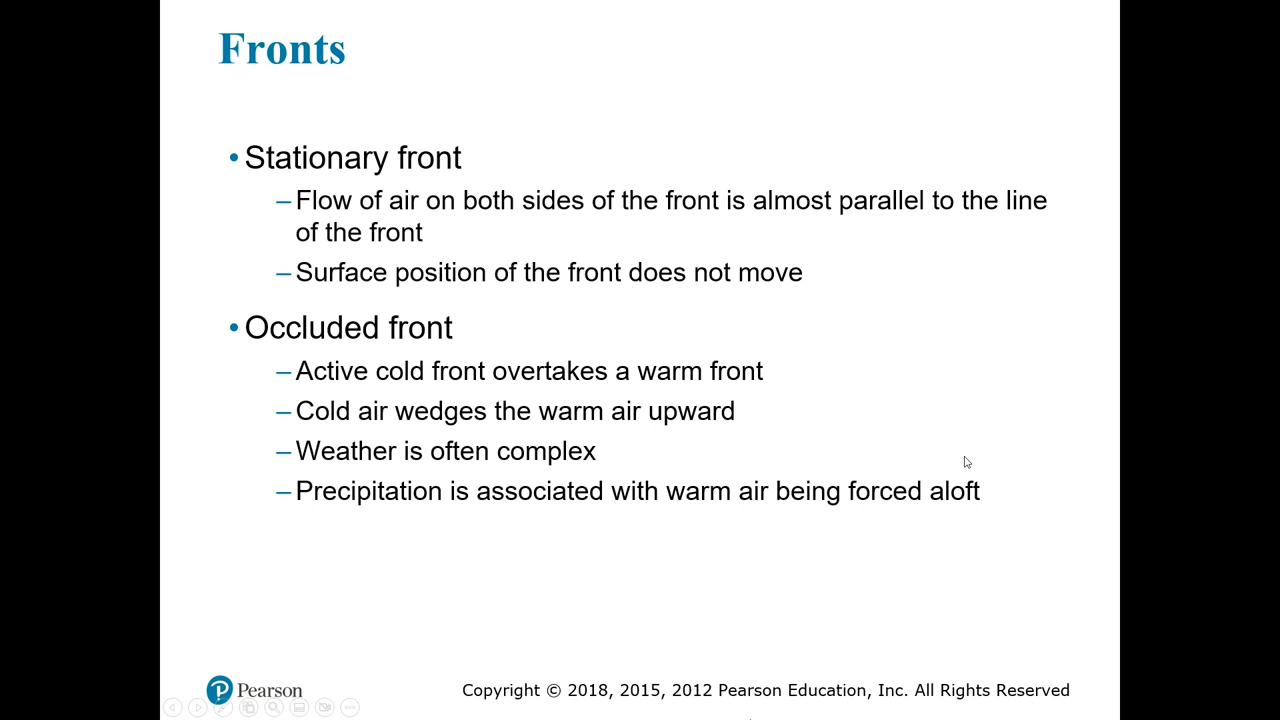 Fronts
• Stationary front
– Flow of air on both sides of the front is almost parallel to the line
of the front
– Surface position of the front does not move
• Occluded front
– Active cold front overtakes a warm front
– Cold air wedges the warm air upward
– Weather is often complex
– Precipitation is associated with warm air being forced aloft
Pearson
Copyright © 2018, 2015, 2012 Pearson Education, Inc. All Rights Reserved